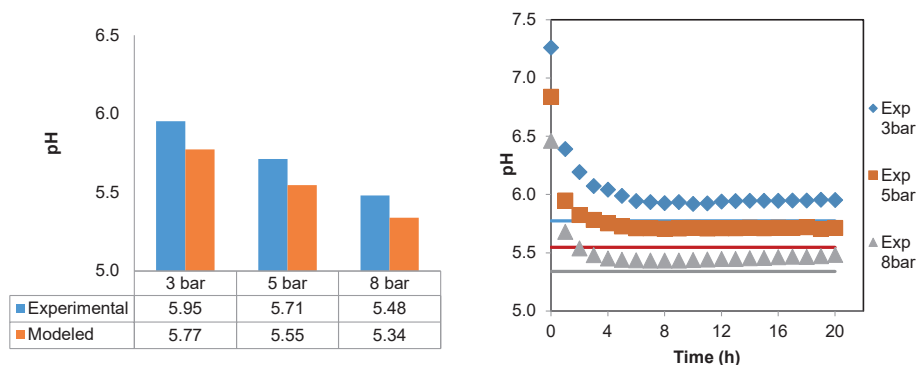 6.5
6.0
5.5
5.0
pH
3 bar 5 bar 8 bar
Experimental 5.95 5.71 5.48
Modeled 5.77 5.55 5.34
7.5
7.0
6.5
6.0
5.5
5.0
pH
0 4 8 12 16 20
Time (h)
Exp
3bar
Exp
5bar
Exp
8bar